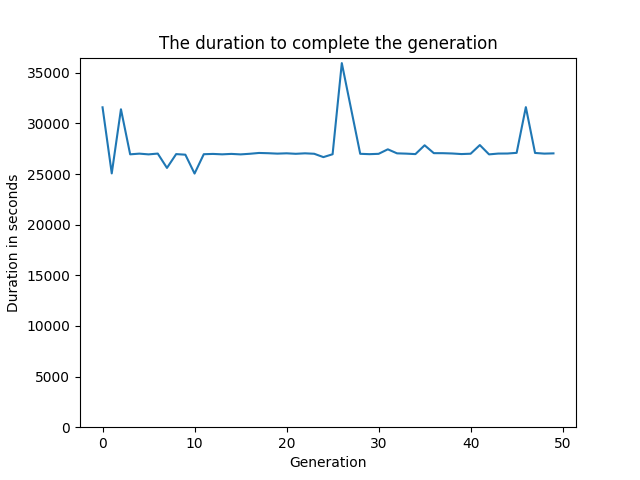 The duration to complete the generation
35000
30000
25000
20000
15000
10000
5000
0
Duration in seconds
0 10 20 30 40 50
Generation